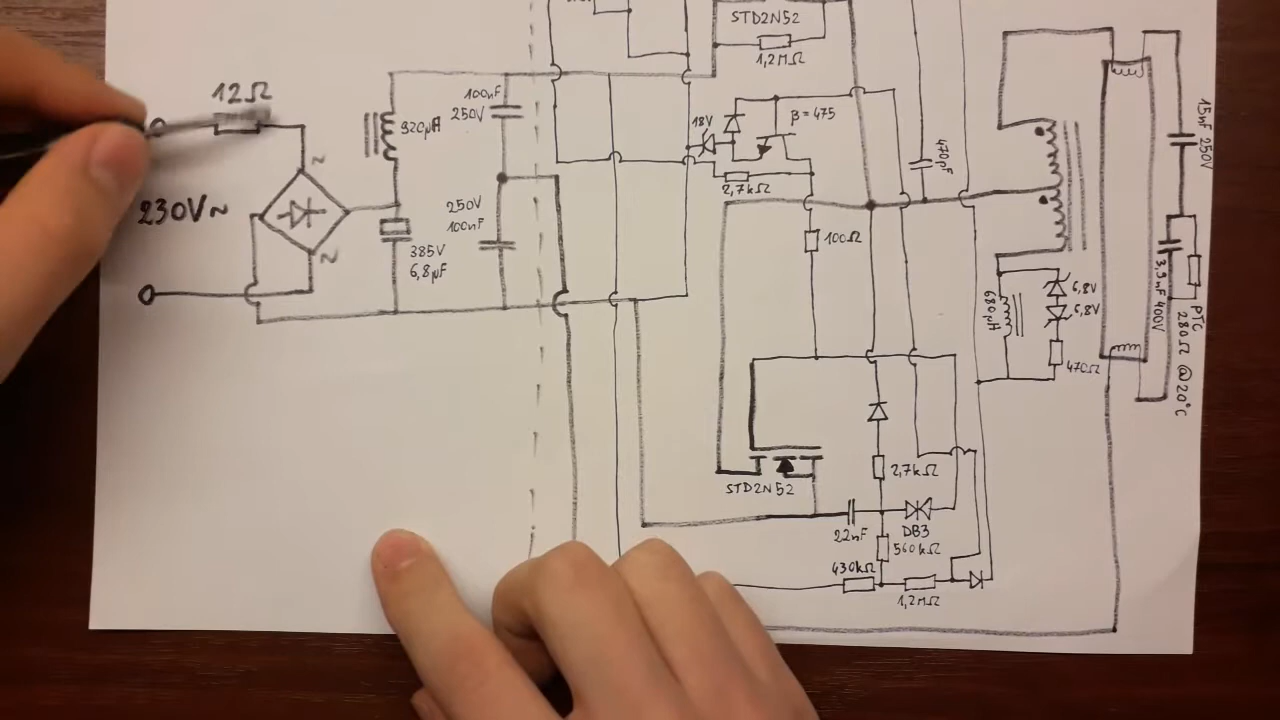 12Ω
~
230V~
~
920µH
100nF
250V
250V
100nF
385V
6,8µF
STD2N52
1,2MΩ
18V
β=475
2,7kΩ
470pF
100Ω
STD2N52
2,7kΩ
22nF
DB3
560kΩ
430kΩ
1,2MΩ
680µH
6,8V
6,8V
470Ω
15nF 250V
3,9nF 400V
PTC
280Ω @20°C